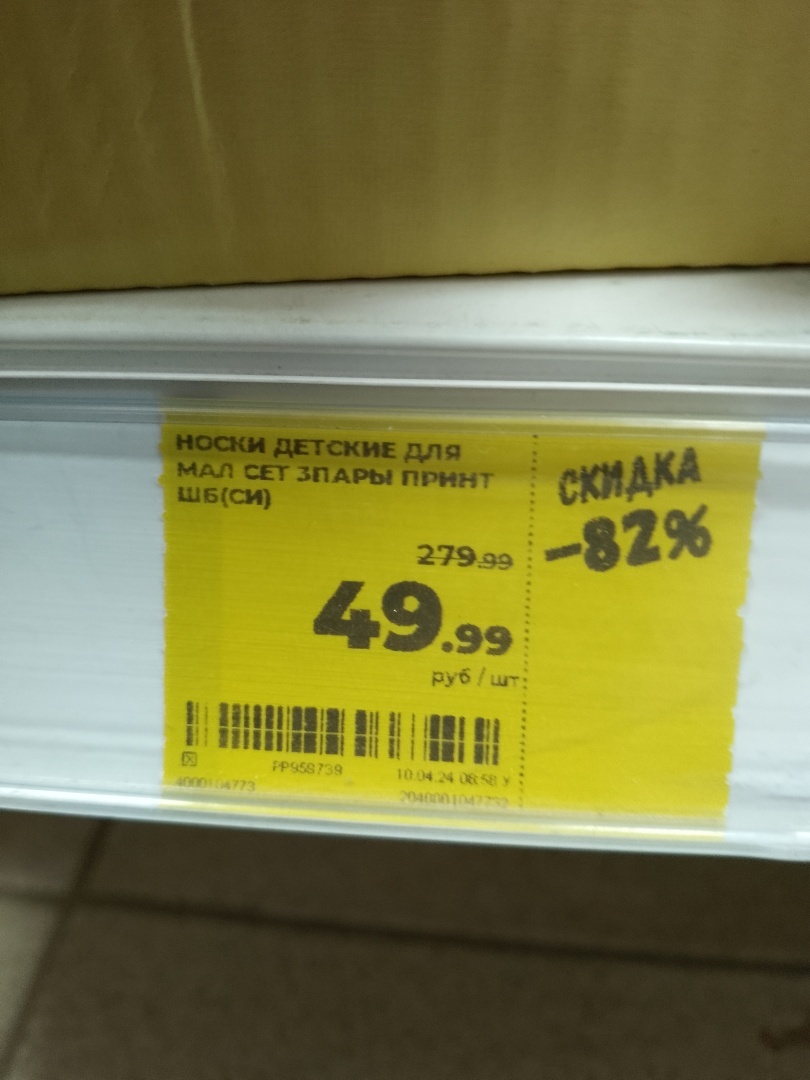 НОСКИ ДЕТСКИЕ ДЛЯ
МАЛ СЕТ 3ПАРЫ ПРИНТ
ШБ(СИ)
279.99
49.99
руб / шт
PP958739
10.04.24 08:58 У
4000104773
2040001047732
СКИДКА
-82%